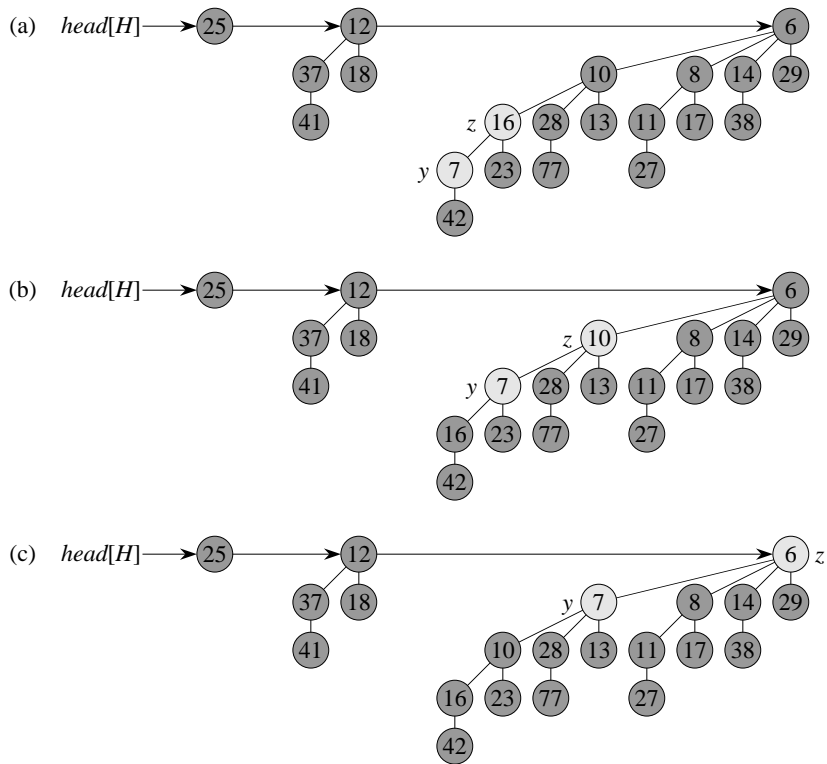 (a) head[H] 25 12 6
37 18 10 8 14 29
41 z 16 28 13 11 17 38
y 7 23 77 27
42
(b) head[H] 25 12 6
37 18 z 10 8 14 29
41 y 7 28 13 11 17 38
16 23 77 27
42
(c) head[H] 25 12 6 z
37 18 y 7 8 14 29
41 10 28 13 11 17 38
16 23 77 27
42